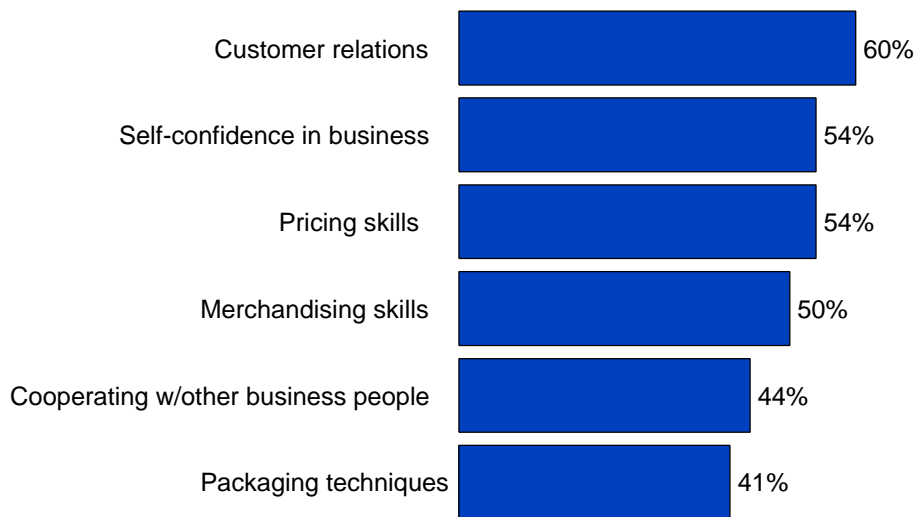 Customer relations 60%
Self-confidence in business 54%
Pricing skills 54%
Merchandising skills 50%
Cooperating w/other business people 44%
Packaging techniques 41%